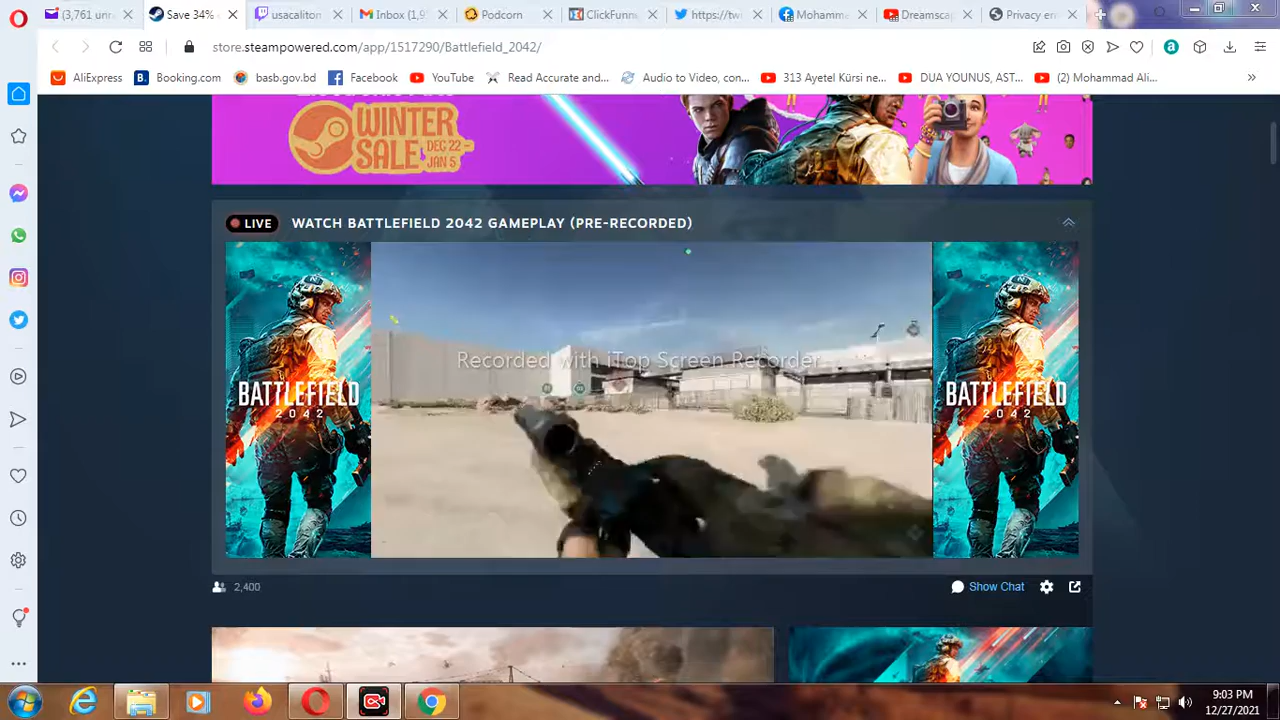 (3,761 unr
Save 34%
usacaliton
Inbox (1,9
Podcorn
ClickFunn
https://tw
Mohamm
Dreamsca
Privacy er
store.steampowered.com/app/1517290/Battlefield_2042/
AliExpress
Booking.com
basb.gov.bd
Facebook
YouTube
Read Accurate and...
Audio to Video, con...
313 Ayetel Kürsi ne...
DUA YOUNUS, AST...
(2) Mohammad Ali...
WINTER
SALE
DEC 22 -
JAN 5
LIVE
WATCH BATTLEFIELD 2042 GAMEPLAY (PRE-RECORDED)
Recorded with iTop Screen Recorder
BATTLEFIELD
2042
BATTLEFIELD
2042
2,400
Show Chat
9:03 PM
12/27/2021